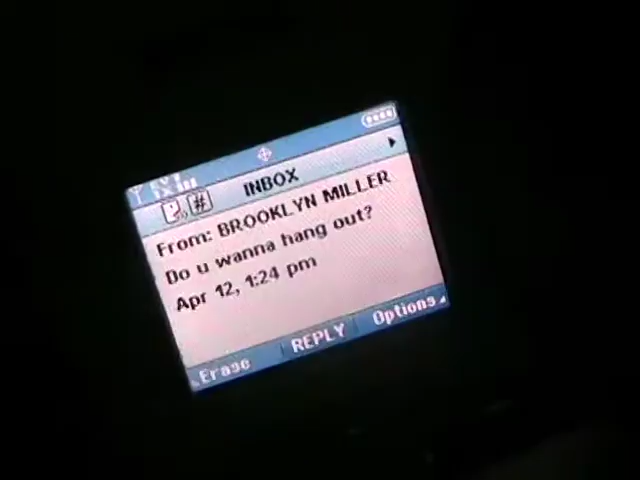 INBOX
From: BROOKLYN MILLER
Do u wanna hang out?
Apr 12, 1:24 pm
Erase REPLY Options